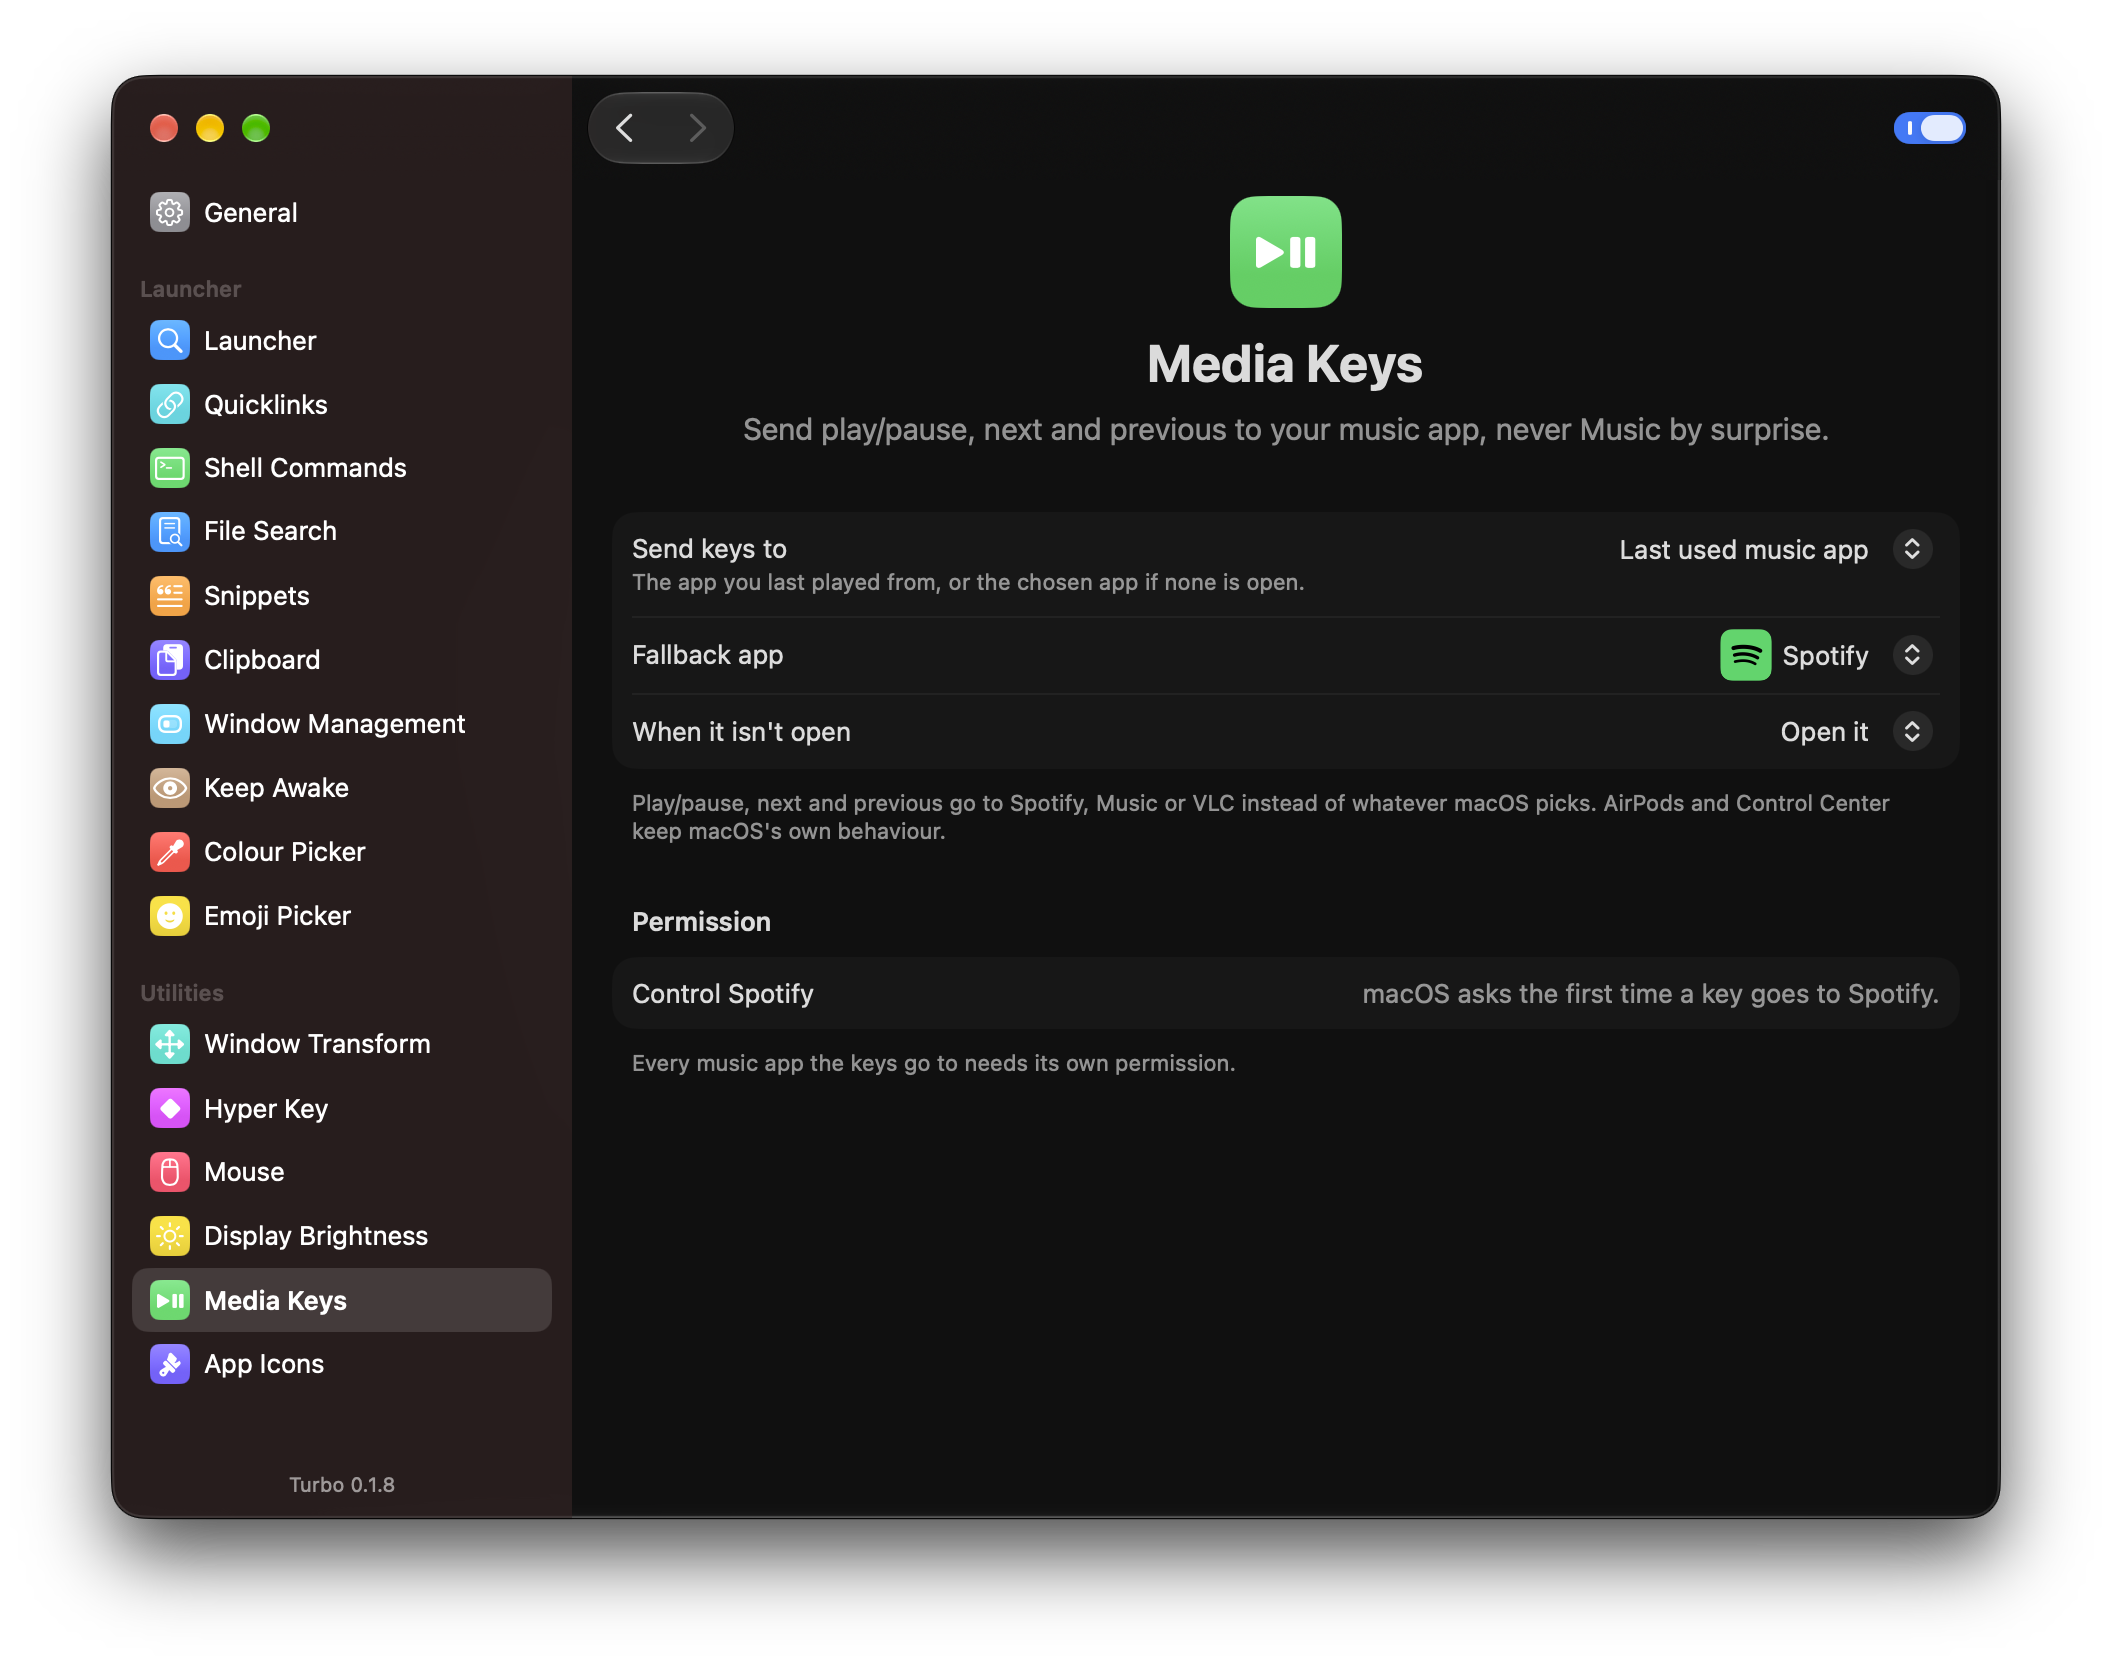 General
Launcher
Launcher
Quicklinks
Shell Commands
File Search
Snippets
Clipboard
Window Management
Keep Awake
Colour Picker
Emoji Picker
Utilities
Window Transform
Hyper Key
Mouse
Display Brightness
Media Keys
App Icons
Turbo 0.1.8
Media Keys
Send play/pause, next and previous to your music app, never Music by surprise.
Send keys to
Last used music app
The app you last played from, or the chosen app if none is open.
Fallback app
Spotify
When it isn't open
Open it
Play/pause, next and previous go to Spotify, Music or VLC instead of whatever macOS picks. AirPods and Control Center
keep macOS's own behaviour.
Permission
Control Spotify
macOS asks the first time a key goes to Spotify.
Every music app the keys go to needs its own permission.